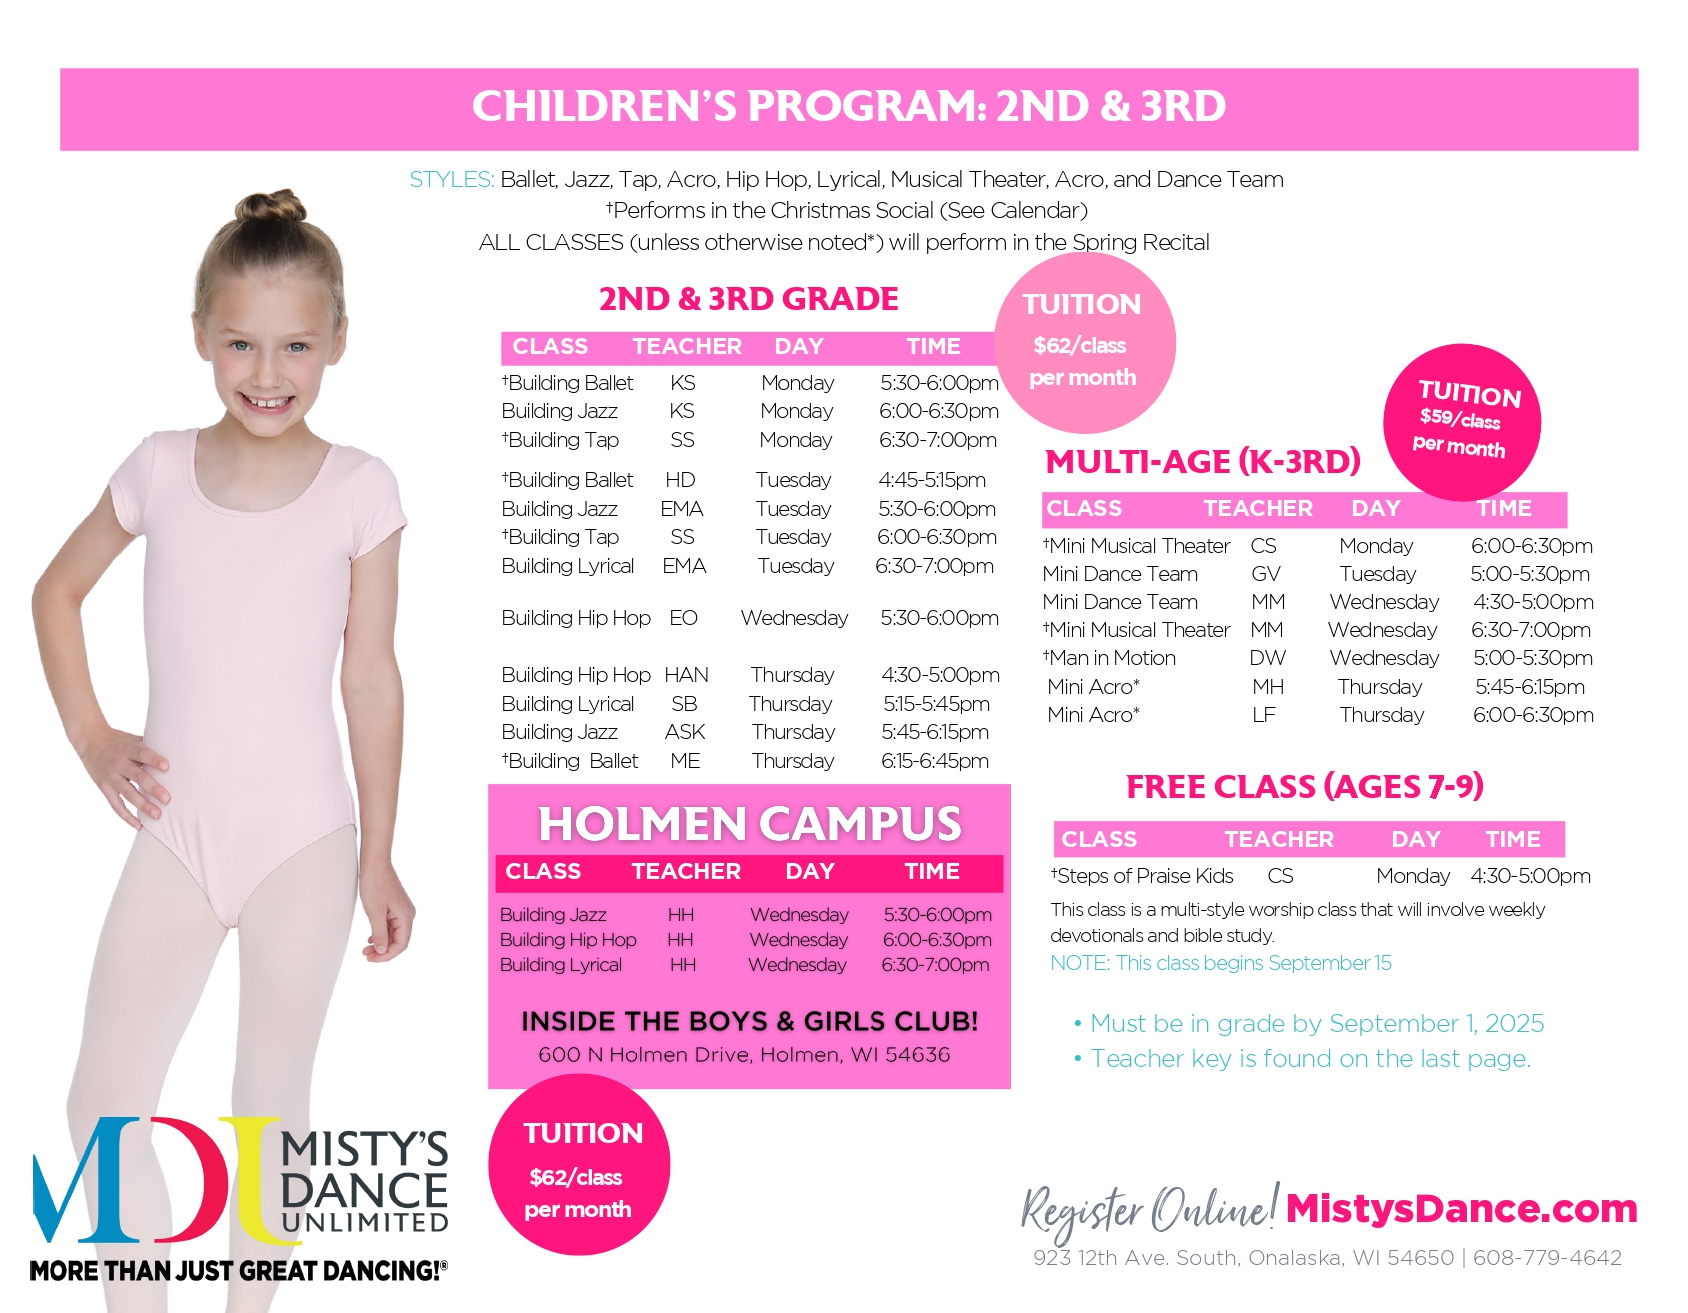 CHILDREN'S PROGRAM: 2ND & 3RD
STYLES: Ballet, Jazz, Tap, Acro, Hip Hop, Lyrical, Musical Theater, Acro, and Dance Team
†Performs in the Christmas Social (See Calendar)
ALL CLASSES (unless otherwise noted*) will perform in the Spring Recital
2ND & 3RD GRADE
TUITION
$62/class
per month
CLASS TEACHER DAY TIME
†Building Ballet KS Monday 5:30-6:00pm
Building Jazz KS Monday 6:00-6:30pm
†Building Tap SS Monday 6:30-7:00pm
†Building Ballet HD Tuesday 4:45-5:15pm
Building Jazz EMA Tuesday 5:30-6:00pm
†Building Tap SS Tuesday 6:00-6:30pm
Building Lyrical EMA Tuesday 6:30-7:00pm
Building Hip Hop EO Wednesday 5:30-6:00pm
Building Hip Hop HAN Thursday 4:30-5:00pm
Building Lyrical SB Thursday 5:15-5:45pm
Building Jazz ASK Thursday 5:45-6:15pm
†Building Ballet ME Thursday 6:15-6:45pm
HOLMEN CAMPUS
CLASS TEACHER DAY TIME
Building Jazz HH Wednesday 5:30-6:00pm
Building Hip Hop HH Wednesday 6:00-6:30pm
Building Lyrical HH Wednesday 6:30-7:00pm
INSIDE THE BOYS & GIRLS CLUB!
600 N Holmen Drive, Holmen, WI 54636
TUITION
$62/class
per month
TUITION
$59/class
per month
MULTI-AGE (K-3RD)
CLASS TEACHER DAY TIME
†Mini Musical Theater CS Monday 6:00-6:30pm
Mini Dance Team GV Tuesday 5:00-5:30pm
Mini Dance Team MM Wednesday 4:30-5:00pm
†Mini Musical Theater MM Wednesday 6:30-7:00pm
†Man in Motion DW Wednesday 5:00-5:30pm
Mini Acro* MH Thursday 5:45-6:15pm
Mini Acro* LF Thursday 6:00-6:30pm
FREE CLASS (AGES 7-9)
CLASS TEACHER DAY TIME
†Steps of Praise Kids CS Monday 4:30-5:00pm
This class is a multi-style worship class that will involve weekly
devotionals and bible study.
NOTE: This class begins September 15
• Must be in grade by September 1, 2025
• Teacher key is found on the last page.
MDU
MISTY'S
DANCE
UNLIMITED
MORE THAN JUST GREAT DANCING!®
Register Online! MistysDance.com
923 12th Ave. South, Onalaska, WI 54650 | 608-779-4642